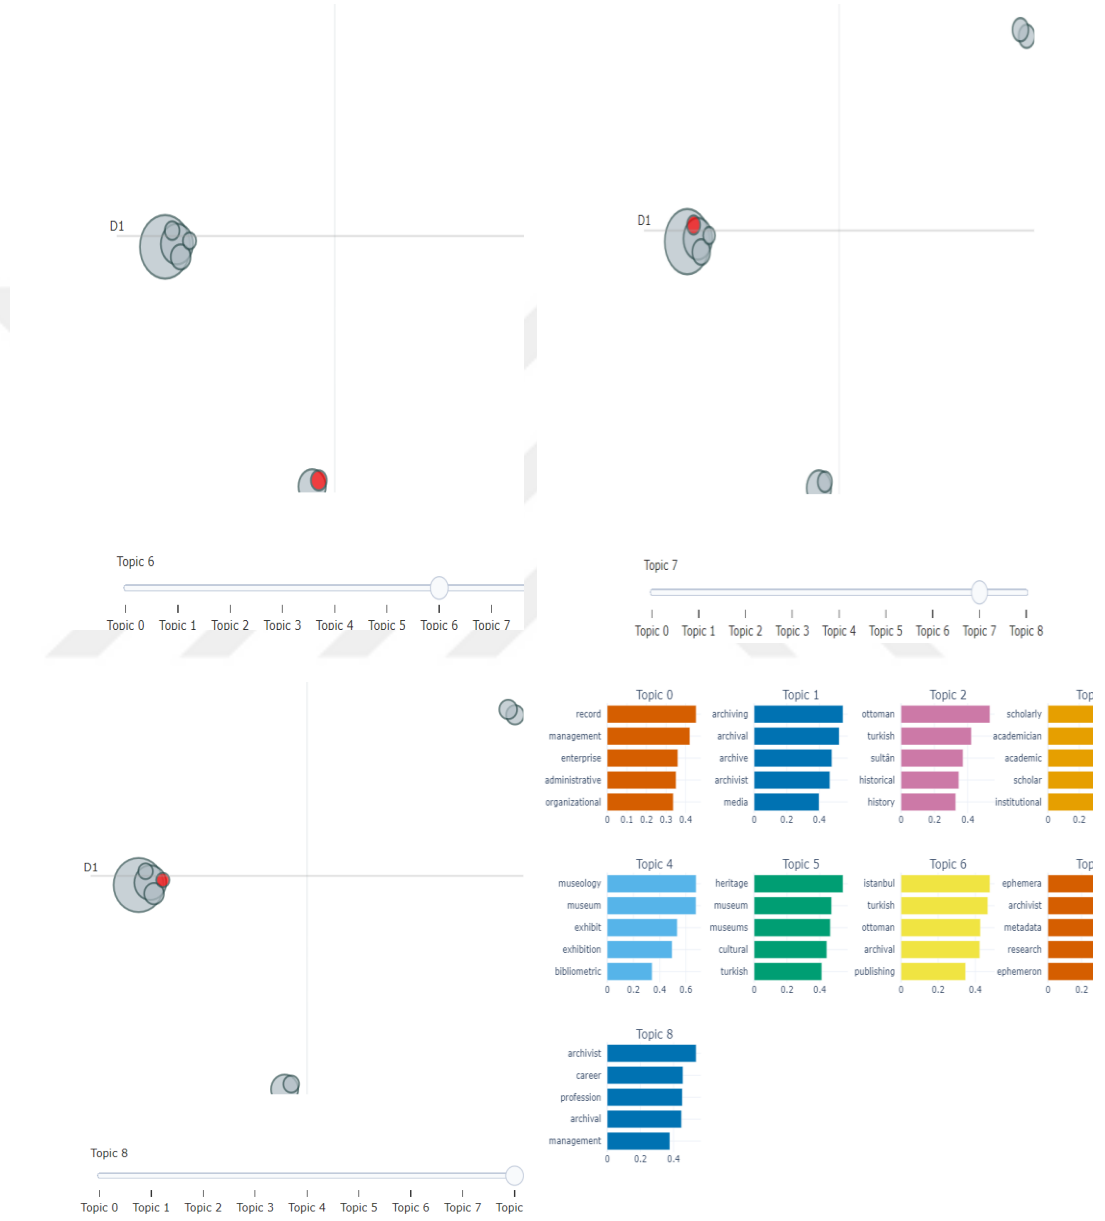 D1
Topic 6
Topic 0 Topic 1 Topic 2 Topic 3 Topic 4 Topic 5 Topic 6 Topic 7
D1
Topic 7
Topic 0 Topic 1 Topic 2 Topic 3 Topic 4 Topic 5 Topic 6 Topic 7 Topic 8
D1
Topic 8
Topic 0 Topic 1 Topic 2 Topic 3 Topic 4 Topic 5 Topic 6 Topic 7 Topic
Topic 0
record
management
enterprise
administrative
organizational
0 0.1 0.2 0.3 0.4
Topic 1
archiving
archival
archive
archivist
media
0 0.2 0.4
Topic 2
ottoman
turkish
sultân
historical
history
0 0.2 0.4
Top
scholarly
academician
academic
scholar
institutional
0 0.2
Topic 4
museology
museum
exhibit
exhibition
bibliometric
0 0.2 0.4 0.6
Topic 5
heritage
museum
museums
cultural
turkish
0 0.2 0.4
Topic 6
istanbul
turkish
ottoman
archival
publishing
0 0.2 0.4
Top
ephemera
archivist
metadata
research
ephemeron
0 0.2
Topic 8
archivist
career
profession
archival
management
0 0.2 0.4